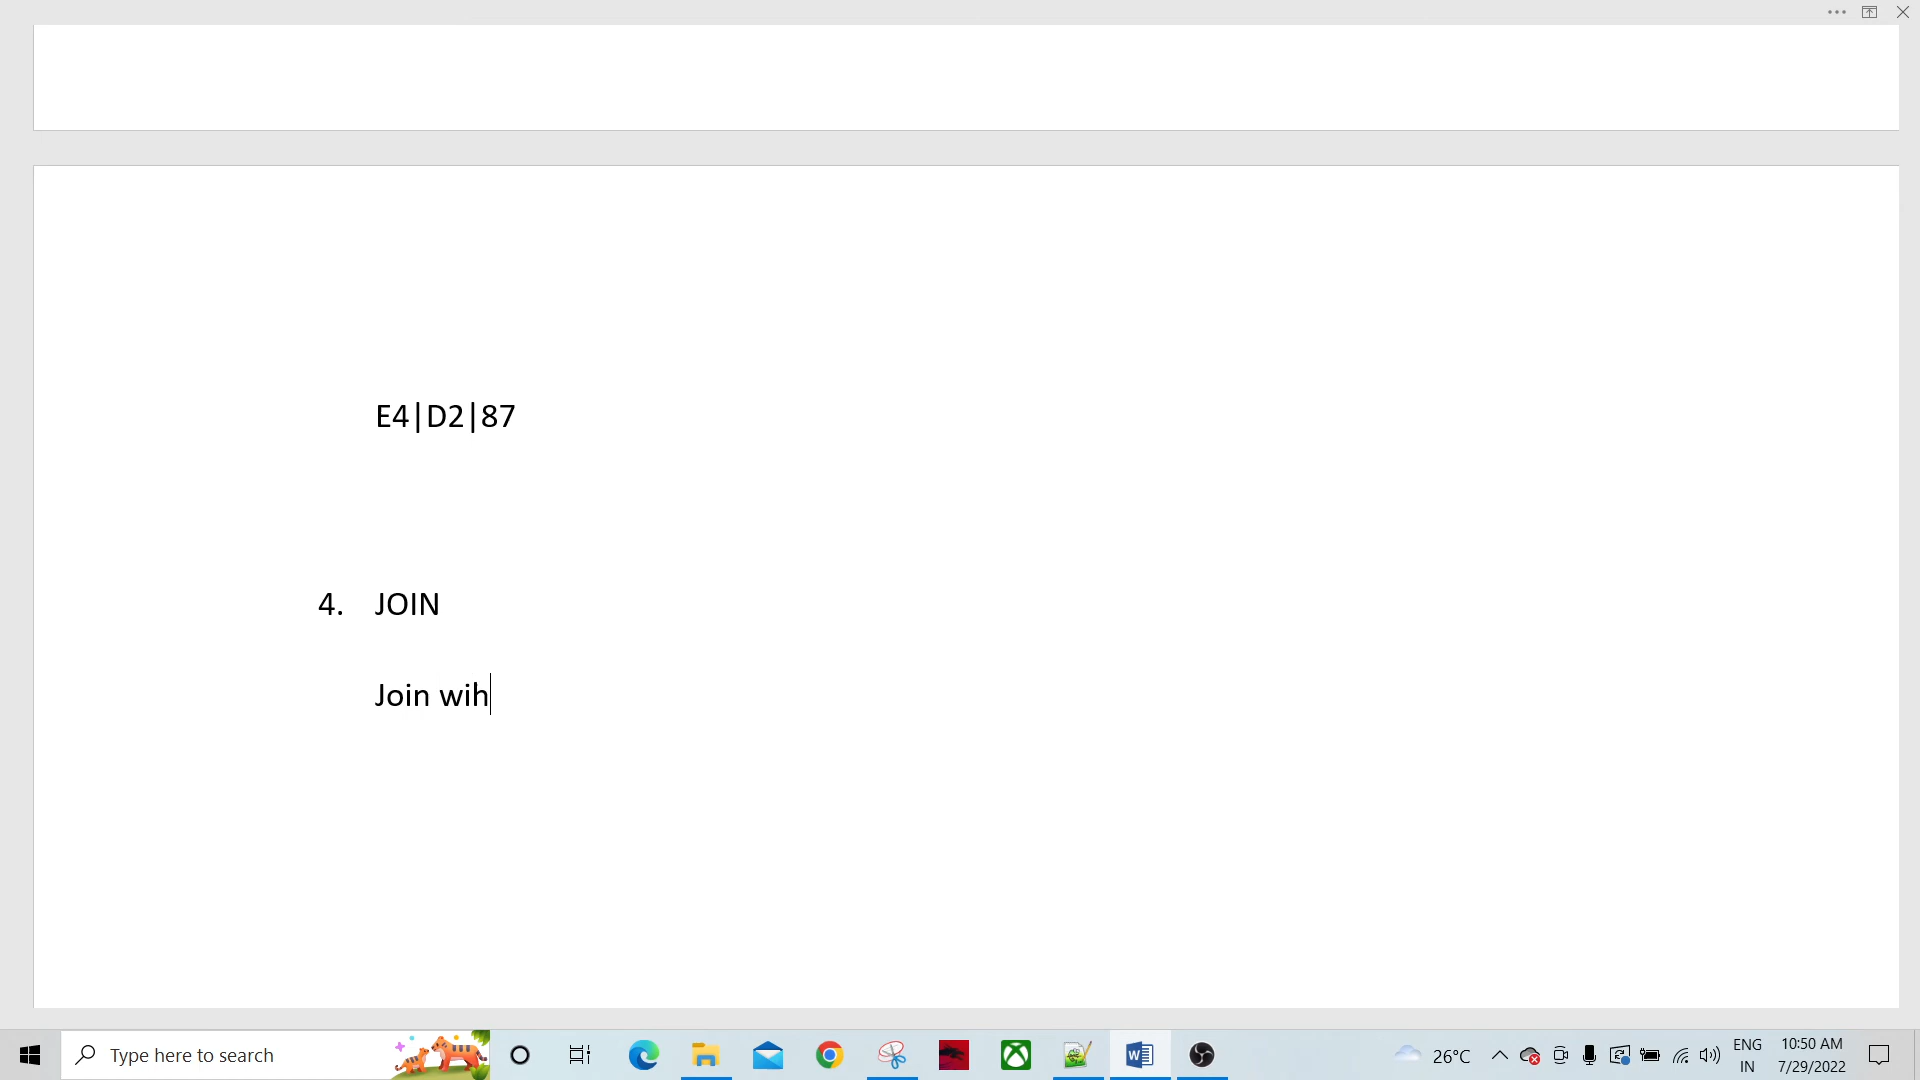 E4|D2|87
4. JOIN
Join wih
Type here to search
26°C
ENG
IN
10:50 AM
7/29/2022